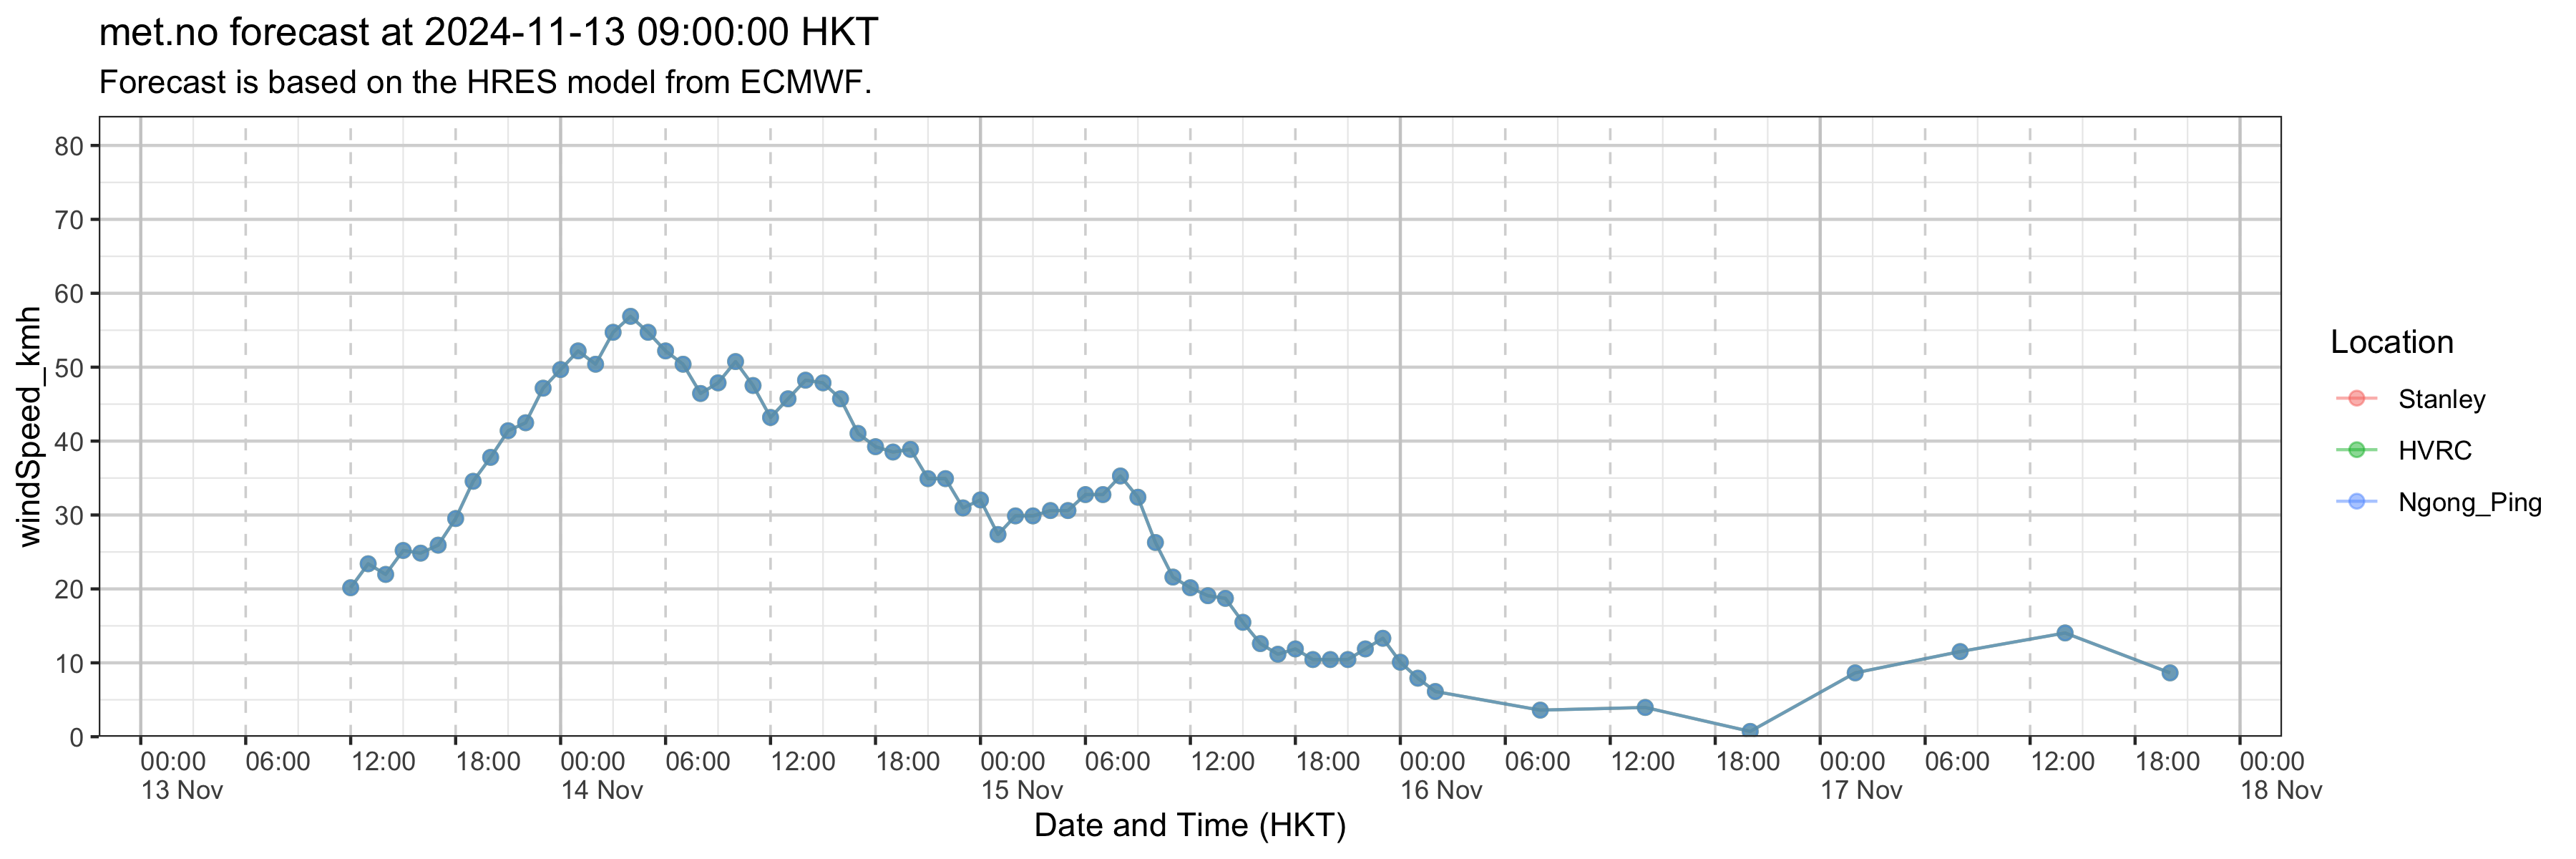 met.no forecast at 2024-11-13 09:00:00 HKT
Forecast is based on the HRES model from ECMWF.
windSpeed_kmh
80
70
60
50
40
30
20
10
0
00:00 06:00 12:00 18:00 00:00 06:00 12:00 18:00 00:00 06:00 12:00 18:00 00:00 06:00 12:00 18:00 00:00 06:00 12:00 18:00 00:00
13 Nov 14 Nov 15 Nov 16 Nov 17 Nov 18 Nov
Date and Time (HKT)
Location
Stanley
HVRC
Ngong_Ping